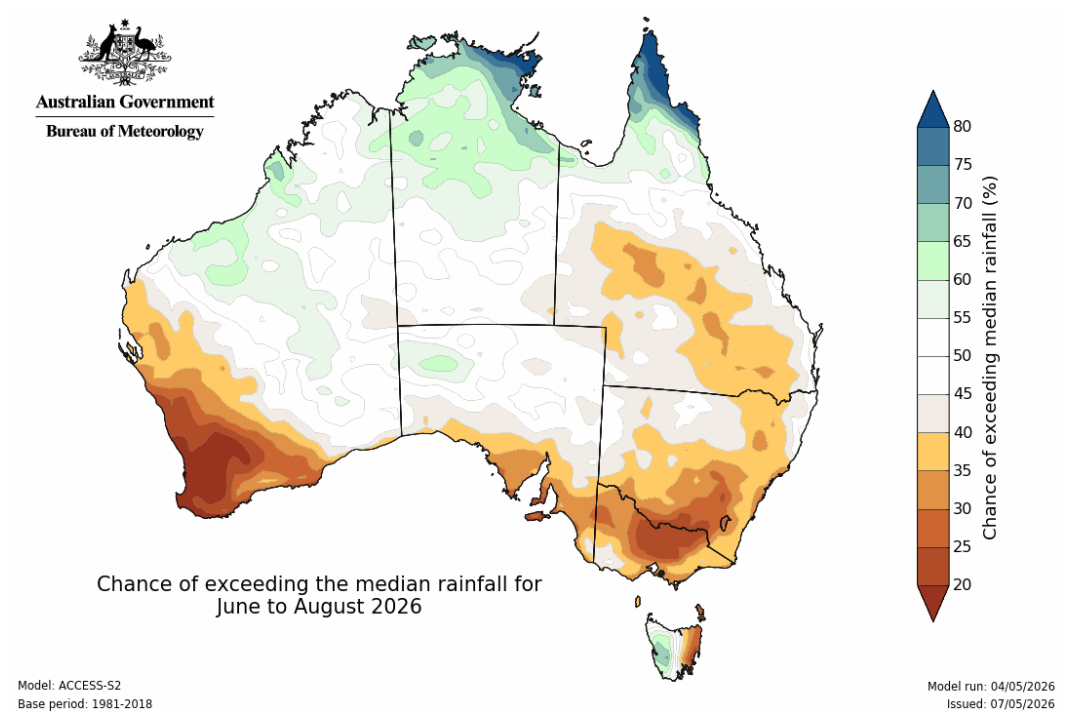 Australian Government
Bureau of Meteorology
80
75
70
65
60
55
50
45
40
35
30
25
20
Chance of exceeding median rainfall (%)
Chance of exceeding the median rainfall for
June to August 2026
Model: ACCESS-S2
Base period: 1981-2018
Model run: 04/05/2026
Issued: 07/05/2026